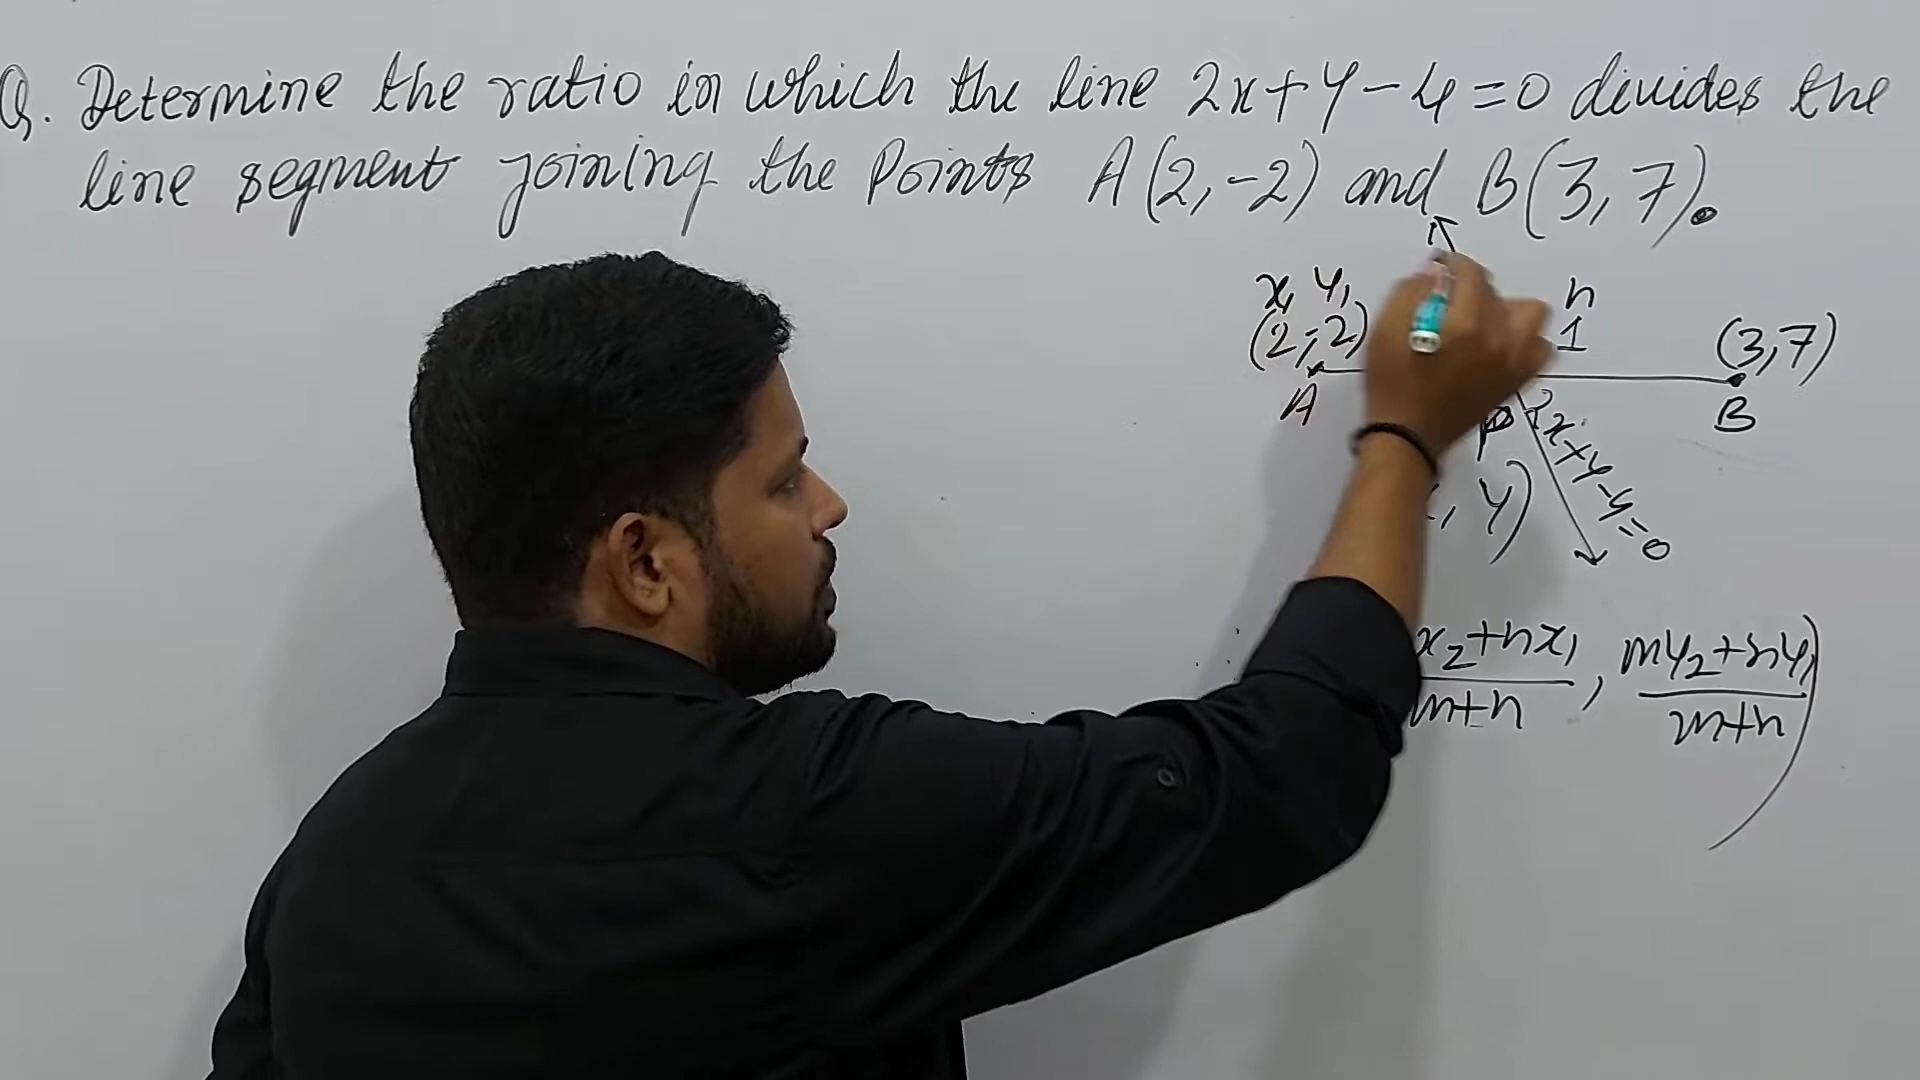 Q. Determine the ratio in which the line 2x+y-4=0 divides the
line segment joining the Points A(2,-2) and B(3,7).
x₁ y₁
n
(2,-2)
1
(3,7)
A
P
B
2x+y-4=0
, y)
x₂+nx₁ / m+n , my₂+ny₁ / m+n )